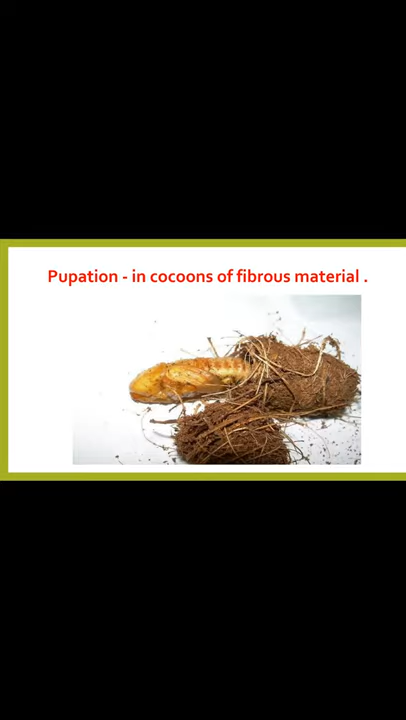 Pupation - in cocoons of fibrous material .